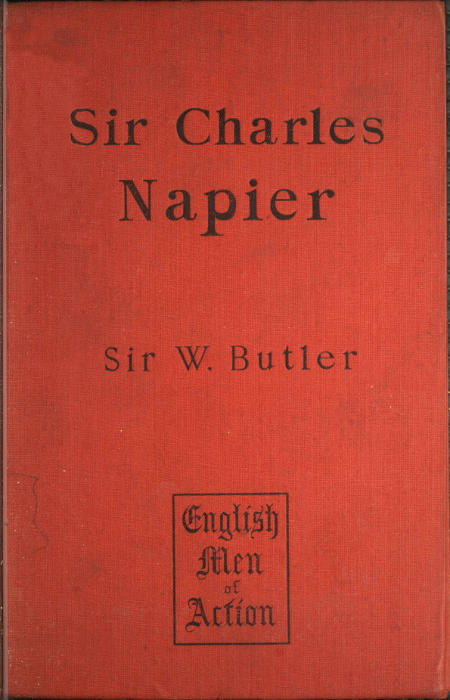 Sir Charles
Napier
Sir W. Butler
English
Men
of
Action